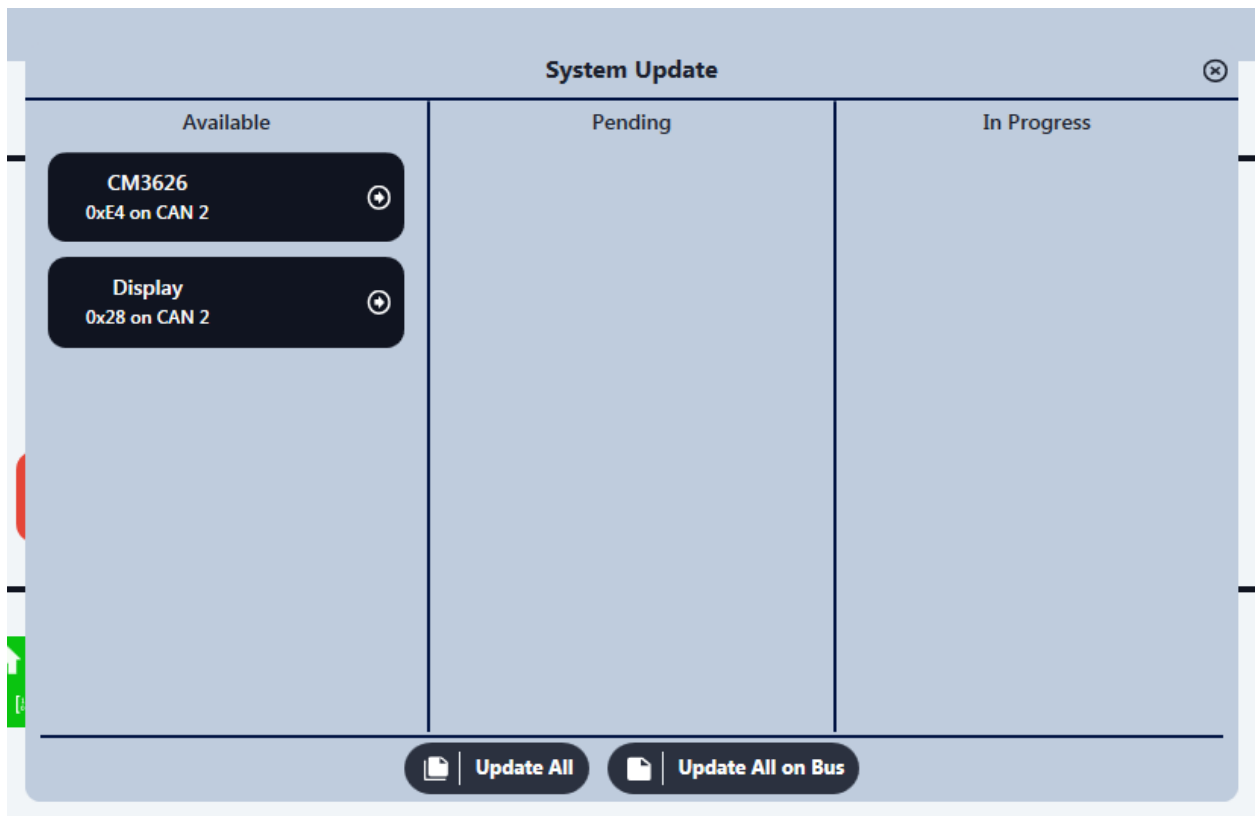 System Update
Available
Pending
In Progress
CM3626
0xE4 on CAN 2
Display
0x28 on CAN 2
Update All
Update All on Bus